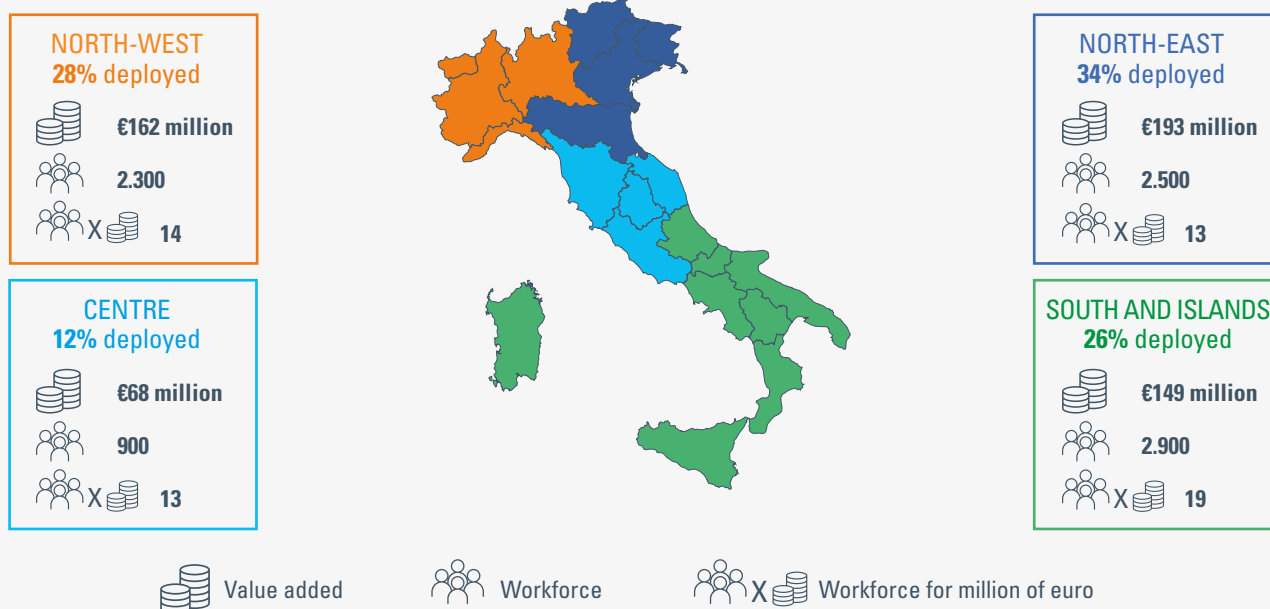 NORTH-WEST
28% deployed
€162 million
2.300
X 14
CENTRE
12% deployed
€68 million
900
X 13
NORTH-EAST
34% deployed
€193 million
2.500
X 13
SOUTH AND ISLANDS
26% deployed
€149 million
2.900
X 19
Value added
Workforce
X Workforce for million of euro